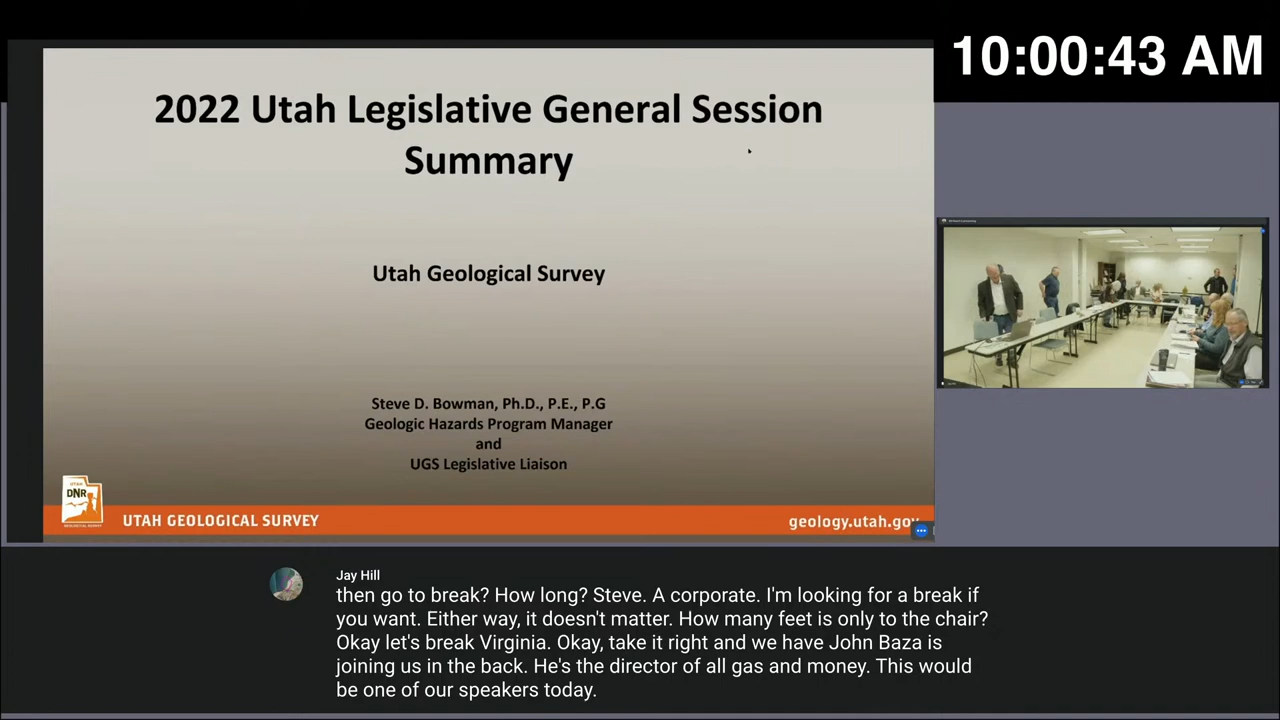 10:00:43 AM
2022 Utah Legislative General Session
Summary
Utah Geological Survey
Steve D. Bowman, Ph.D., P.E., P.G
Geologic Hazards Program Manager
and
UGS Legislative Liaison
UTAH
DNR
UTAH GEOLOGICAL SURVEY
geology.utah.gov
Jay Hill
then go to break? How long? Steve. A corporate. I'm looking for a break if
you want. Either way, it doesn't matter. How many feet is only to the chair?
Okay let's break Virginia. Okay, take it right and we have John Baza is
joining us in the back. He's the director of all gas and money. This would
be one of our speakers today.